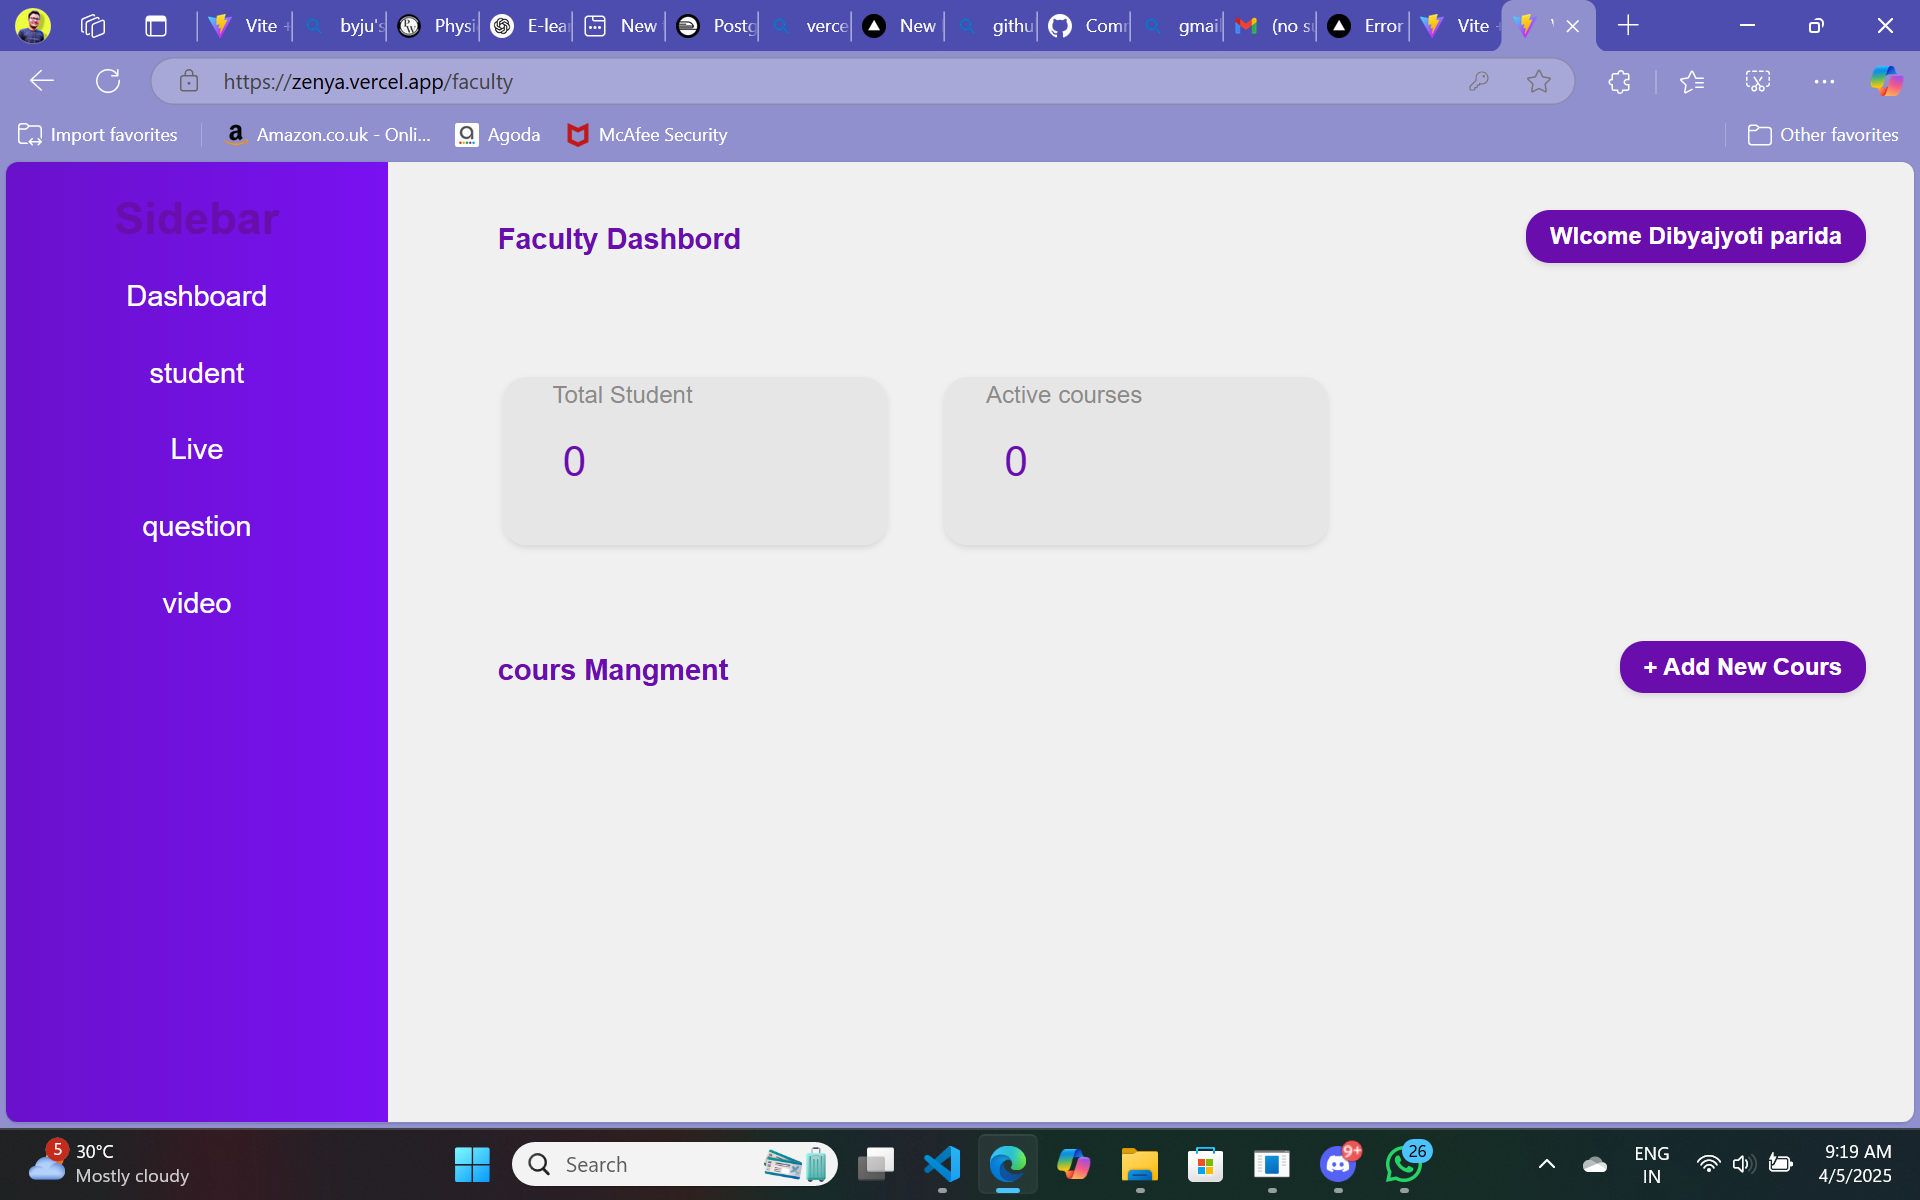 Vite
byju's
Physi
E-lea
New
Postg
verce
New
githu
Comr
gmail
(no su
Error
Vite
https://zenya.vercel.app/faculty
Import favorites
Amazon.co.uk - Onli...
Agoda
McAfee Security
Other favorites
Sidebar
Dashboard
student
Live
question
video
Faculty Dashbord
Wlcome Dibyajyoti parida
Total Student
0
Active courses
0
cours Mangment
+ Add New Cours
5
30°C
Mostly cloudy
Search
9+
26
ENG
IN
9:19 AM
4/5/2025